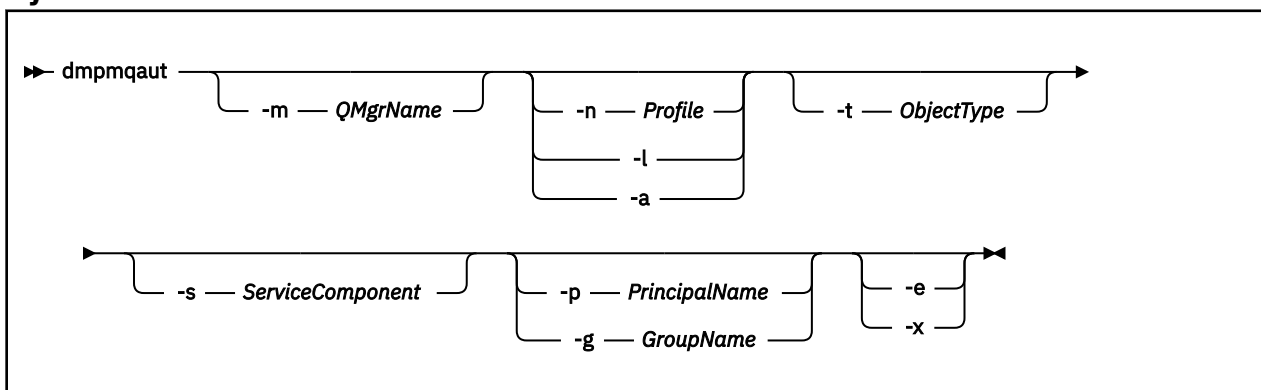 dmpmqaut
-m QMgrName
-n Profile
-l
-a
-t ObjectType
-s ServiceComponent
-p PrincipalName
-g GroupName
-e
-x